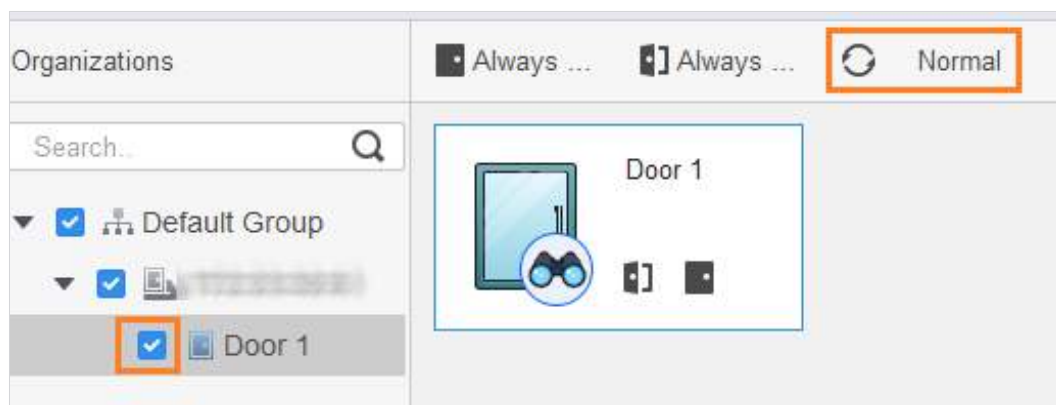 Organizations
Always ...
Always ...
Normal
Search..
Door 1
Default Group
Door 1